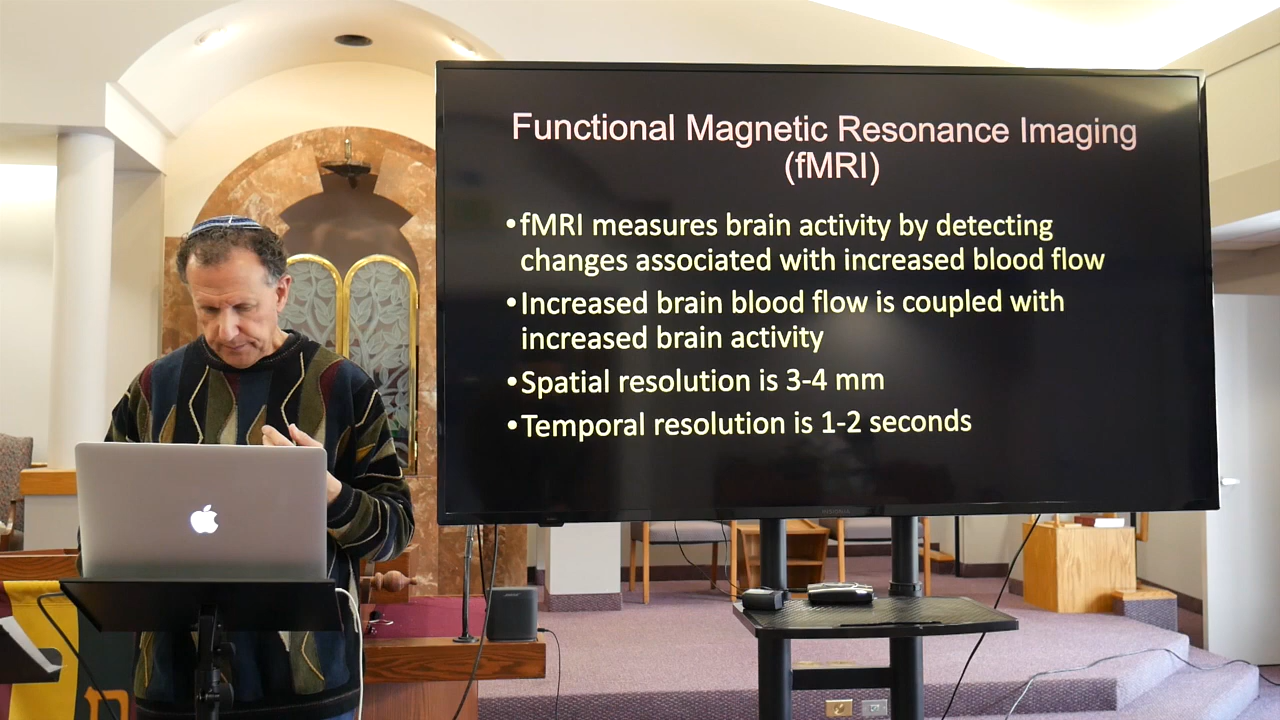 Functional Magnetic Resonance Imaging
(fMRI)
•fMRI measures brain activity by detecting
changes associated with increased blood flow
•Increased brain blood flow is coupled with
increased brain activity
•Spatial resolution is 3-4 mm
•Temporal resolution is 1-2 seconds
INSIGNIA
BOSE